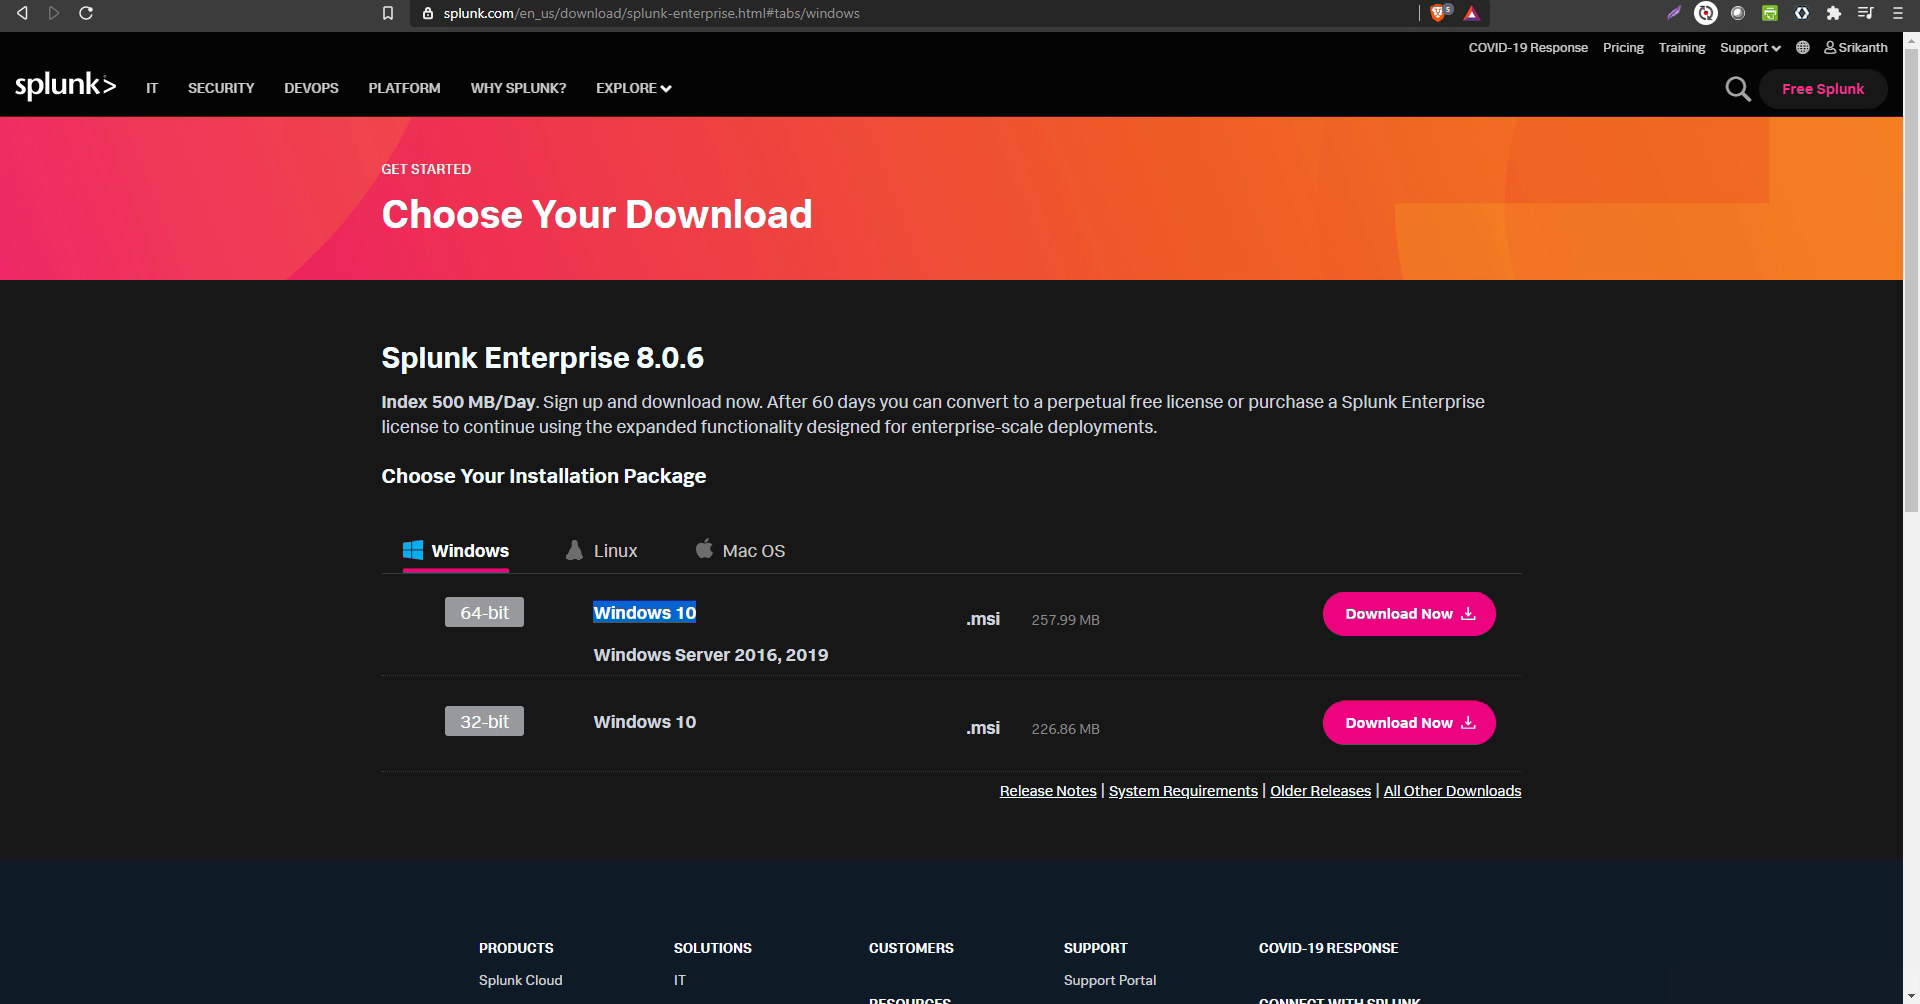 splunk.com/en_us/download/splunk-enterprise.html#tabs/windows
5
COVID-19 Response Pricing Training Support Srikanth
splunk> IT SECURITY DEVOPS PLATFORM WHY SPLUNK? EXPLORE Free Splunk
GET STARTED
Choose Your Download
Splunk Enterprise 8.0.6
Index 500 MB/Day. Sign up and download now. After 60 days you can convert to a perpetual free license or purchase a Splunk Enterprise
license to continue using the expanded functionality designed for enterprise-scale deployments.
Choose Your Installation Package
Windows Linux Mac OS
64-bit Windows 10 .msi 257.99 MB Download Now
Windows Server 2016, 2019
32-bit Windows 10 .msi 226.86 MB Download Now
Release Notes | System Requirements | Older Releases | All Other Downloads
PRODUCTS SOLUTIONS CUSTOMERS SUPPORT COVID-19 RESPONSE
Splunk Cloud IT Support Portal
RESOURCES CONNECT WITH SPLUNK